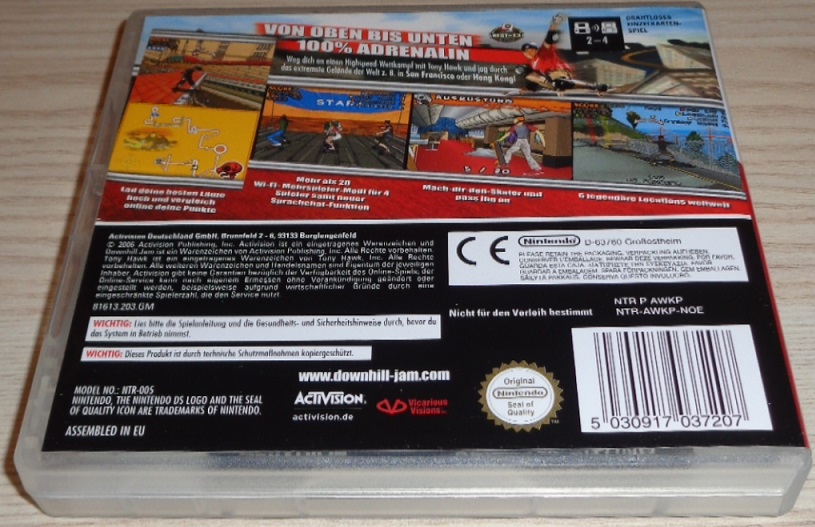 VON OBEN BIS UNTEN
100% ADRENALIN
Weg dich an einen Highspeed Wettkampf mit Tony Hawk und jag durch
das extremste Gelände der Welt z. B. in San Francisco oder Hong Kong!
DRAHTLOSES
EINZELKARTEN-
SPIEL
2-4
5 / 20
Lad deine besten Läufe
hoch und vergleich
online deine Punkte
Mehr als 20
Wi-Fi-Mehrspieler-Modi für 4
Spieler samt neuer
Sprachchat-Funktion
Mach dir den Skater und
pass ihn an
6 legendäre Locations weltweit
Activision Deutschland GmbH, Brunnfeld 2 - 6, 93133 Burglengenfeld
© 2006 Activision Publishing, Inc. Activision ist ein eingetragenes Warenzeichen und
Downhill Jam ist ein Warenzeichen von Activision Publishing, Inc. Alle Rechte vorbehalten.
Tony Hawk ist ein eingetragenes Warenzeichen von Tony Hawk, Inc. Alle Rechte
vorbehalten. Alle weiteren Warenzeichen und Handelsnamen sind Eigentum der jeweiligen
Inhaber. Activision gibt keine Garantien bezüglich der Verfügbarkeit des Online-Spiels; der
Online-Service kann nach eigenem Ermessen ohne Vorankündigung geändert oder
eingestellt werden, beispielsweise aufgrund wirtschaftlicher Gründe durch eine
eingeschränkte Spielerzahl, die den Service nutzt.
81613.203.GM
CE
Nintendo D-63760 Großostheim
PLEASE RETAIN THE PACKAGING. VERPACKUNG AUFHEBEN.
WICHTIG: Lies bitte die Spielanleitung und die Gesundheits- und Sicherheitshinweise durch, bevor du
das System in Betrieb nimmst.
WICHTIG: Dieses Produkt ist durch technische Schutzmaßnahmen kopiergeschützt.
Nicht für den Verleih bestimmt
NTR P AWKP
NTR-AWKP-NOE
MODEL NO.: NTR-005
NINTENDO, THE NINTENDO DS LOGO AND THE SEAL
OF QUALITY ICON ARE TRADEMARKS OF NINTENDO.
ASSEMBLED IN EU
www.downhill-jam.com
ACTIVISION.
activision.de
Vicarious
Visions
Original
Nintendo
Seal of
Quality
5 030917 037207